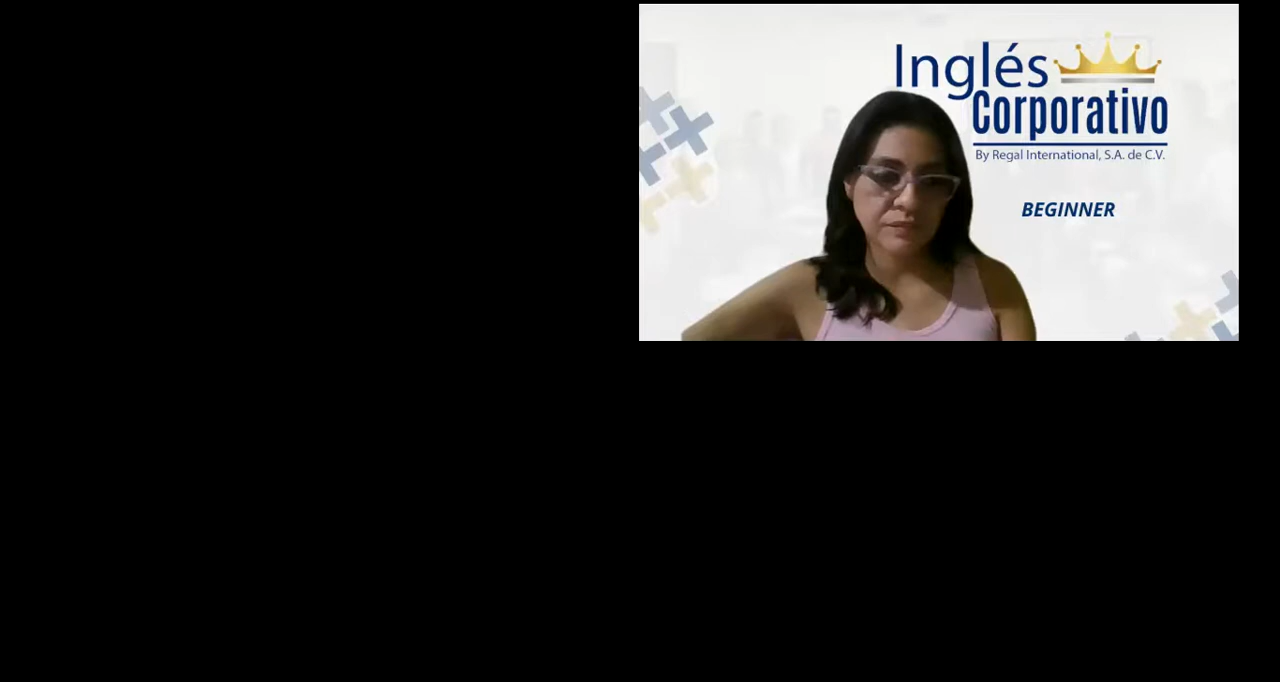 Inglés
Corporativo
By Regal International, S.A. de C.V.
BEGINNER